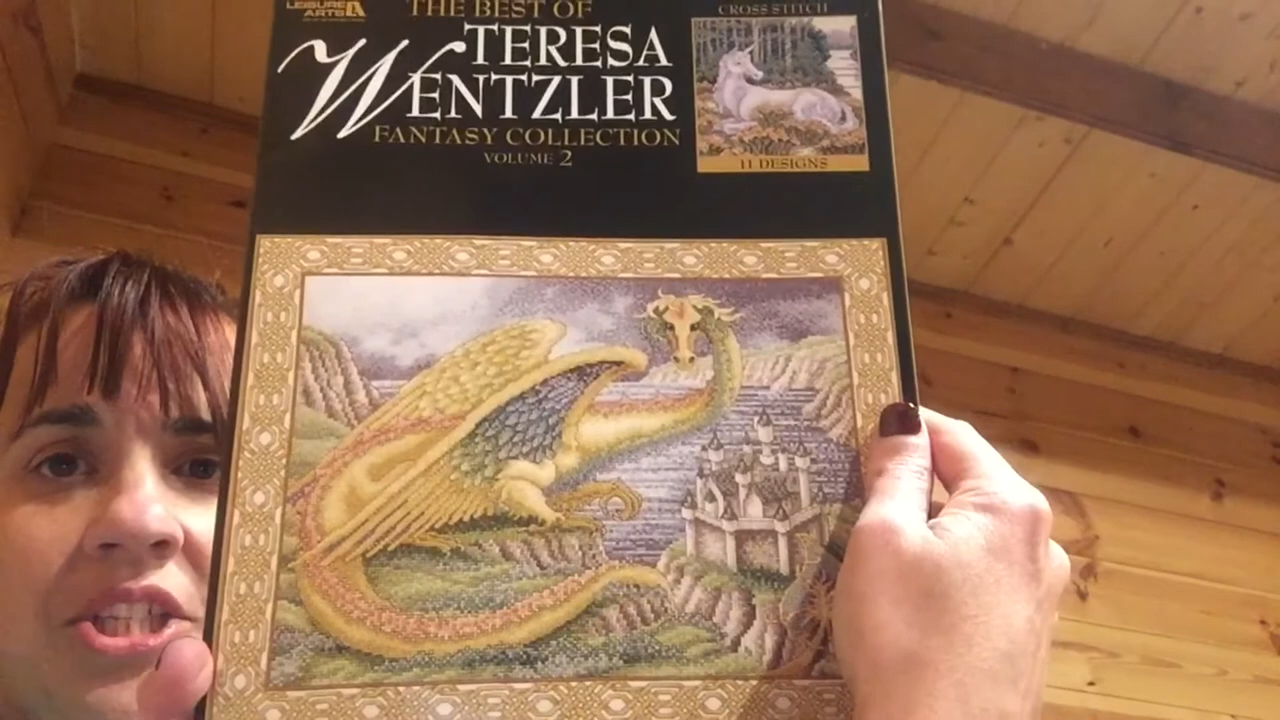 LEISURE
ARTS
THE BEST OF
TERESA
WENTZLER
FANTASY COLLECTION
VOLUME 2
CROSS STITCH
11 DESIGNS